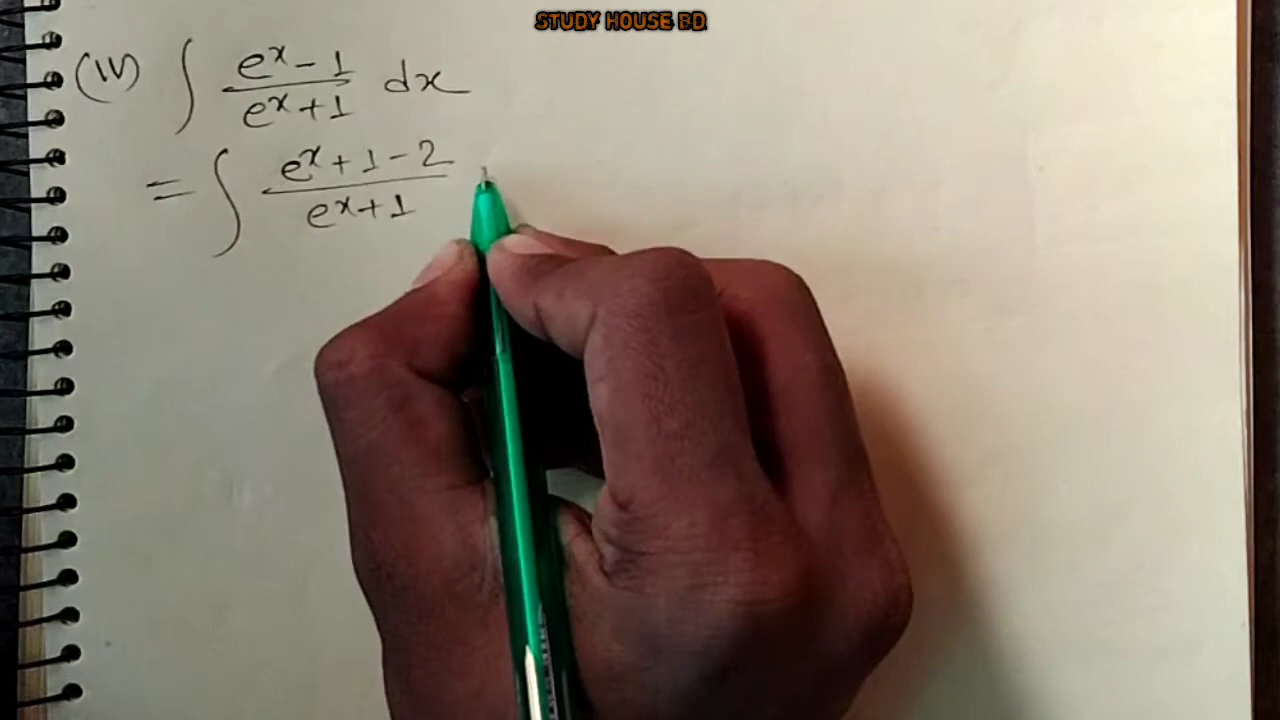 STUDY HOUSE BD
(IV) ∫ (e^x - 1)/(e^x + 1) dx
= ∫ (e^x + 1 - 2)/(e^x + 1)